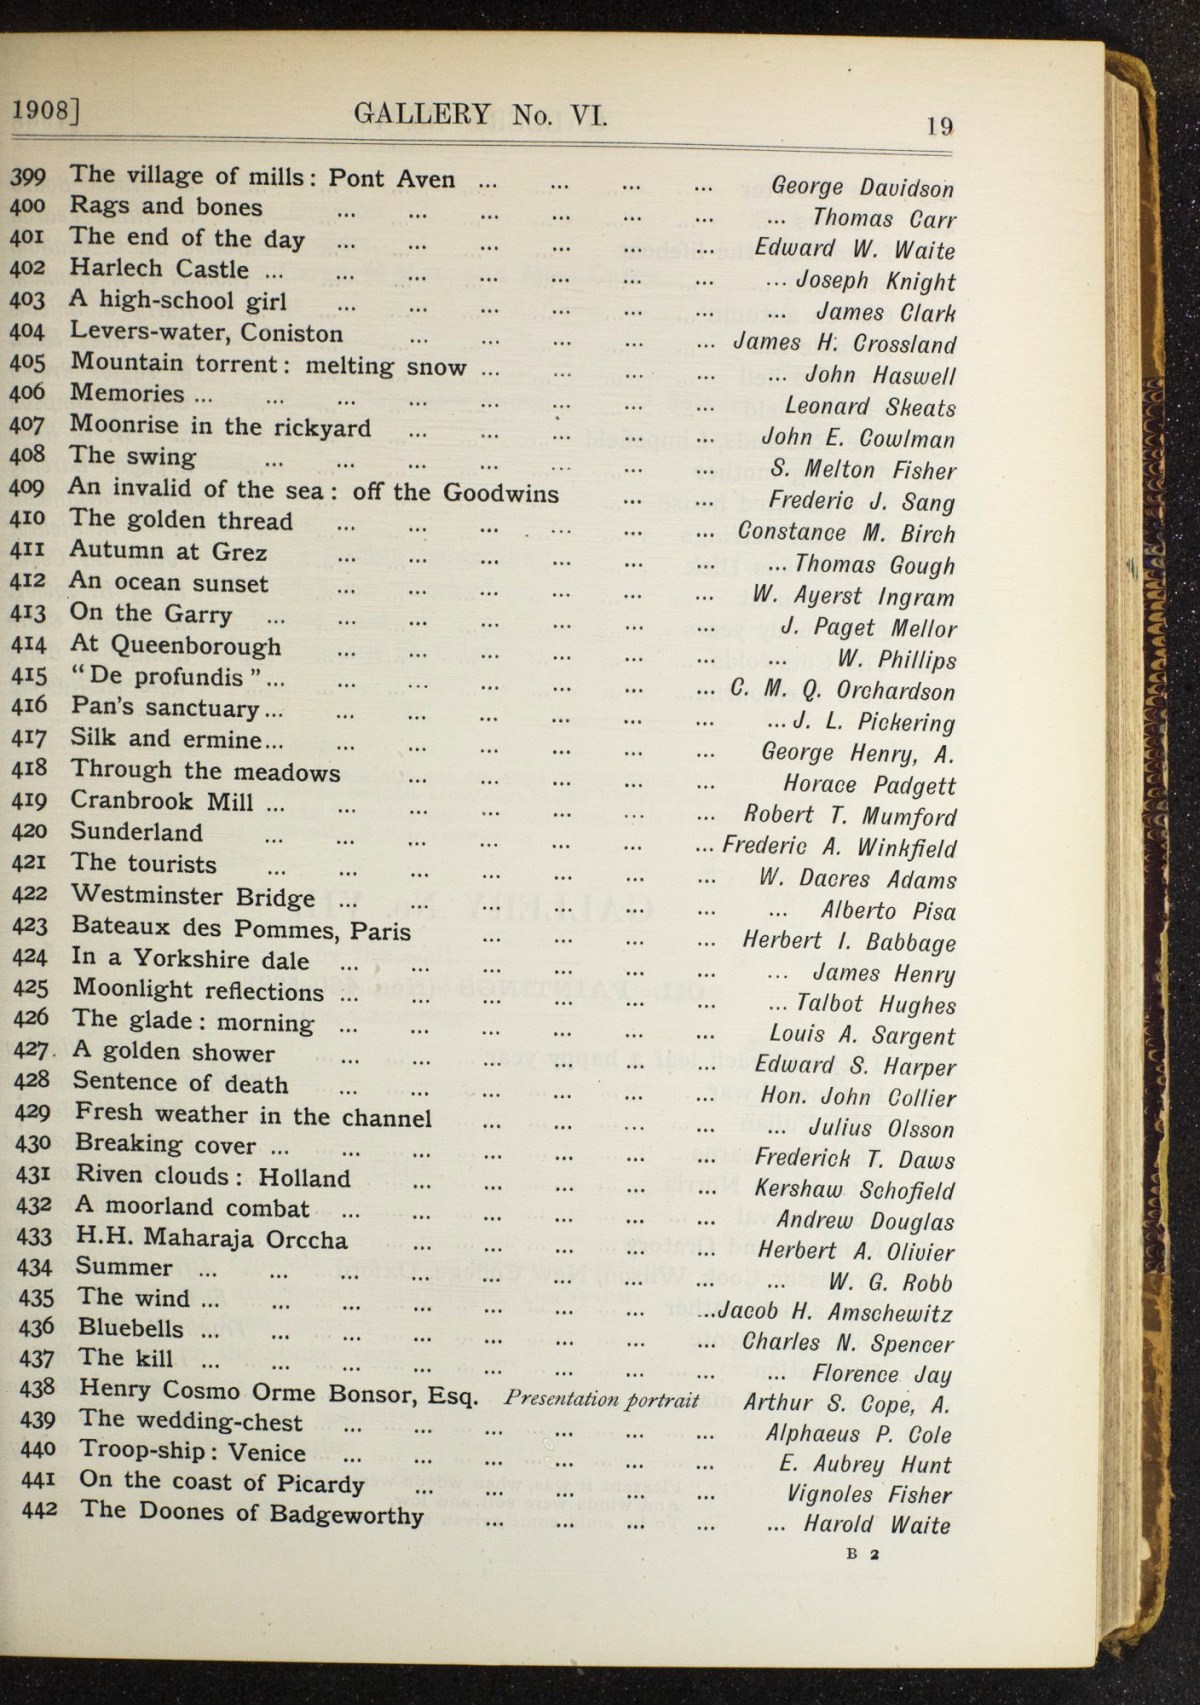 1908] GALLERY No. VI. 19
399 The village of mills: Pont Aven ... ... ... ... George Davidson
400 Rags and bones ... ... ... ... ... ... ... Thomas Carr
401 The end of the day ... ... ... ... ... ... Edward W. Waite
402 Harlech Castle ... ... ... ... ... ... ... ... Joseph Knight
403 A high-school girl ... ... ... ... ... ... ... James Clark
404 Levers-water, Coniston ... ... ... ... ... James H. Crossland
405 Mountain torrent: melting snow ... ... ... ... ... John Haswell
406 Memories ... ... ... ... ... ... ... ... Leonard Skeats
407 Moonrise in the rickyard ... ... ... ... ... John E. Cowlman
408 The swing ... ... ... ... ... ... ... S. Melton Fisher
409 An invalid of the sea: off the Goodwins ... ... Frederic J. Sang
410 The golden thread ... ... ... ... ... ... Constance M. Birch
411 Autumn at Grez ... ... ... ... ... ... ... Thomas Gough
412 An ocean sunset ... ... ... ... ... ... W. Ayerst Ingram
413 On the Garry ... ... ... ... ... ... ... J. Paget Mellor
414 At Queenborough ... ... ... ... ... ... ... W. Phillips
415 "De profundis" ... ... ... ... ... ... ... C. M. Q. Orchardson
416 Pan's sanctuary ... ... ... ... ... ... ... ... J. L. Pickering
417 Silk and ermine... ... ... ... ... ... ... George Henry, A.
418 Through the meadows ... ... ... ... ... Horace Padgett
419 Cranbrook Mill ... ... ... ... ... ... ... Robert T. Mumford
420 Sunderland ... ... ... ... ... ... ... Frederic A. Winkfield
421 The tourists ... ... ... ... ... ... ... W. Dacres Adams
422 Westminster Bridge ... ... ... ... ... ... ... Alberto Pisa
423 Bateaux des Pommes, Paris ... ... ... ... Herbert I. Babbage
424 In a Yorkshire dale ... ... ... ... ... ... ... James Henry
425 Moonlight reflections ... ... ... ... ... ... ... Talbot Hughes
426 The glade: morning ... ... ... ... ... ... Louis A. Sargent
427. A golden shower ... ... ... ... ... ... Edward S. Harper
428 Sentence of death ... ... ... ... ... ... Hon. John Collier
429 Fresh weather in the channel ... ... ... ... ... Julius Olsson
430 Breaking cover ... ... ... ... ... ... ... Frederick T. Daws
431 Riven clouds: Holland ... ... ... ... ... Kershaw Schofield
432 A moorland combat ... ... ... ... ... ... Andrew Douglas
433 H.H. Maharaja Orccha ... ... ... ... ... Herbert A. Olivier
434 Summer ... ... ... ... ... ... ... ... ... W. G. Robb
435 The wind ... ... ... ... ... ... ... ...Jacob H. Amschewitz
436 Bluebells ... ... ... ... ... ... ... ... Charles N. Spencer
437 The kill ... ... ... ... ... ... ... ... ... Florence Jay
438 Henry Cosmo Orme Bonsor, Esq. Presentation portrait Arthur S. Cope, A.
439 The wedding-chest ... ... ... ... ... ... Alphaeus P. Cole
440 Troop-ship: Venice ... ... ... ... ... ... E. Aubrey Hunt
441 On the coast of Picardy ... ... ... ... ... Vignoles Fisher
442 The Doones of Badgeworthy ... ... ... ... ... Harold Waite
B 2